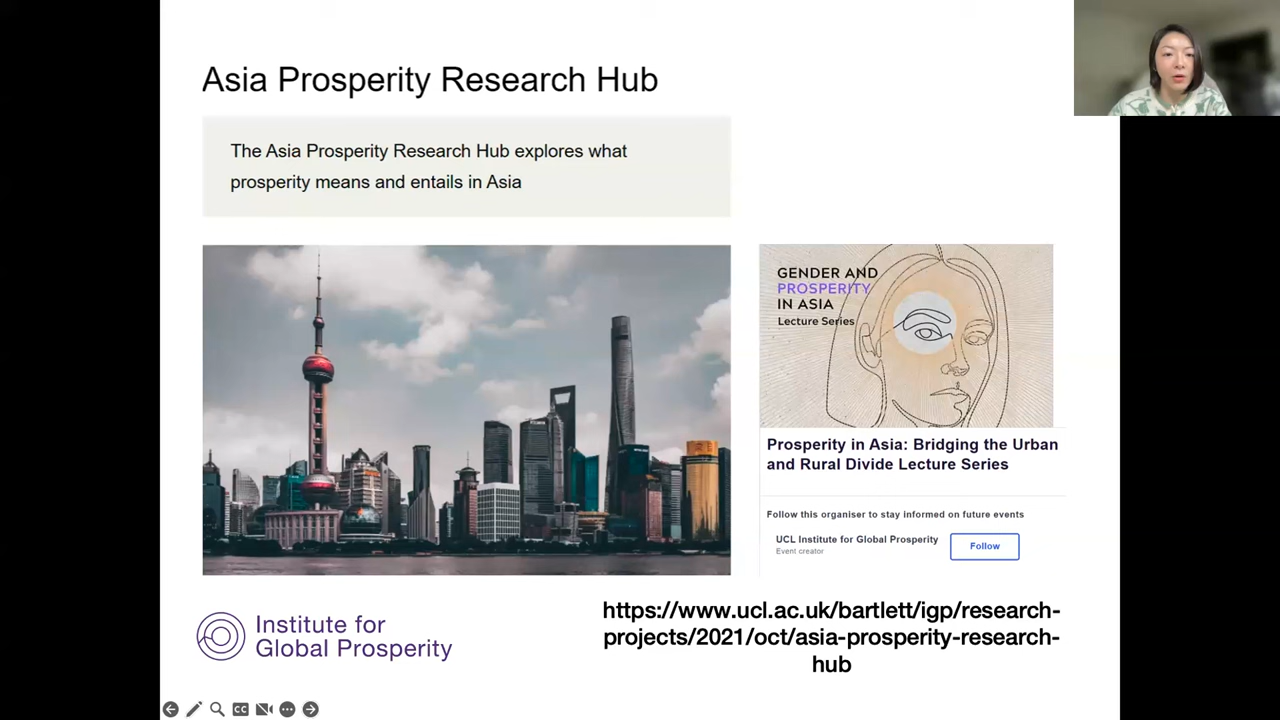 Asia Prosperity Research Hub
The Asia Prosperity Research Hub explores what
prosperity means and entails in Asia
GENDER AND
PROSPERITY
IN ASIA
Lecture Series
Prosperity in Asia: Bridging the Urban
and Rural Divide Lecture Series
Follow this organiser to stay informed on future events
UCL Institute for Global Prosperity
Event creator
Follow
Institute for
Global Prosperity
https://www.ucl.ac.uk/bartlett/igp/research-
projects/2021/oct/asia-prosperity-research-
hub
CC